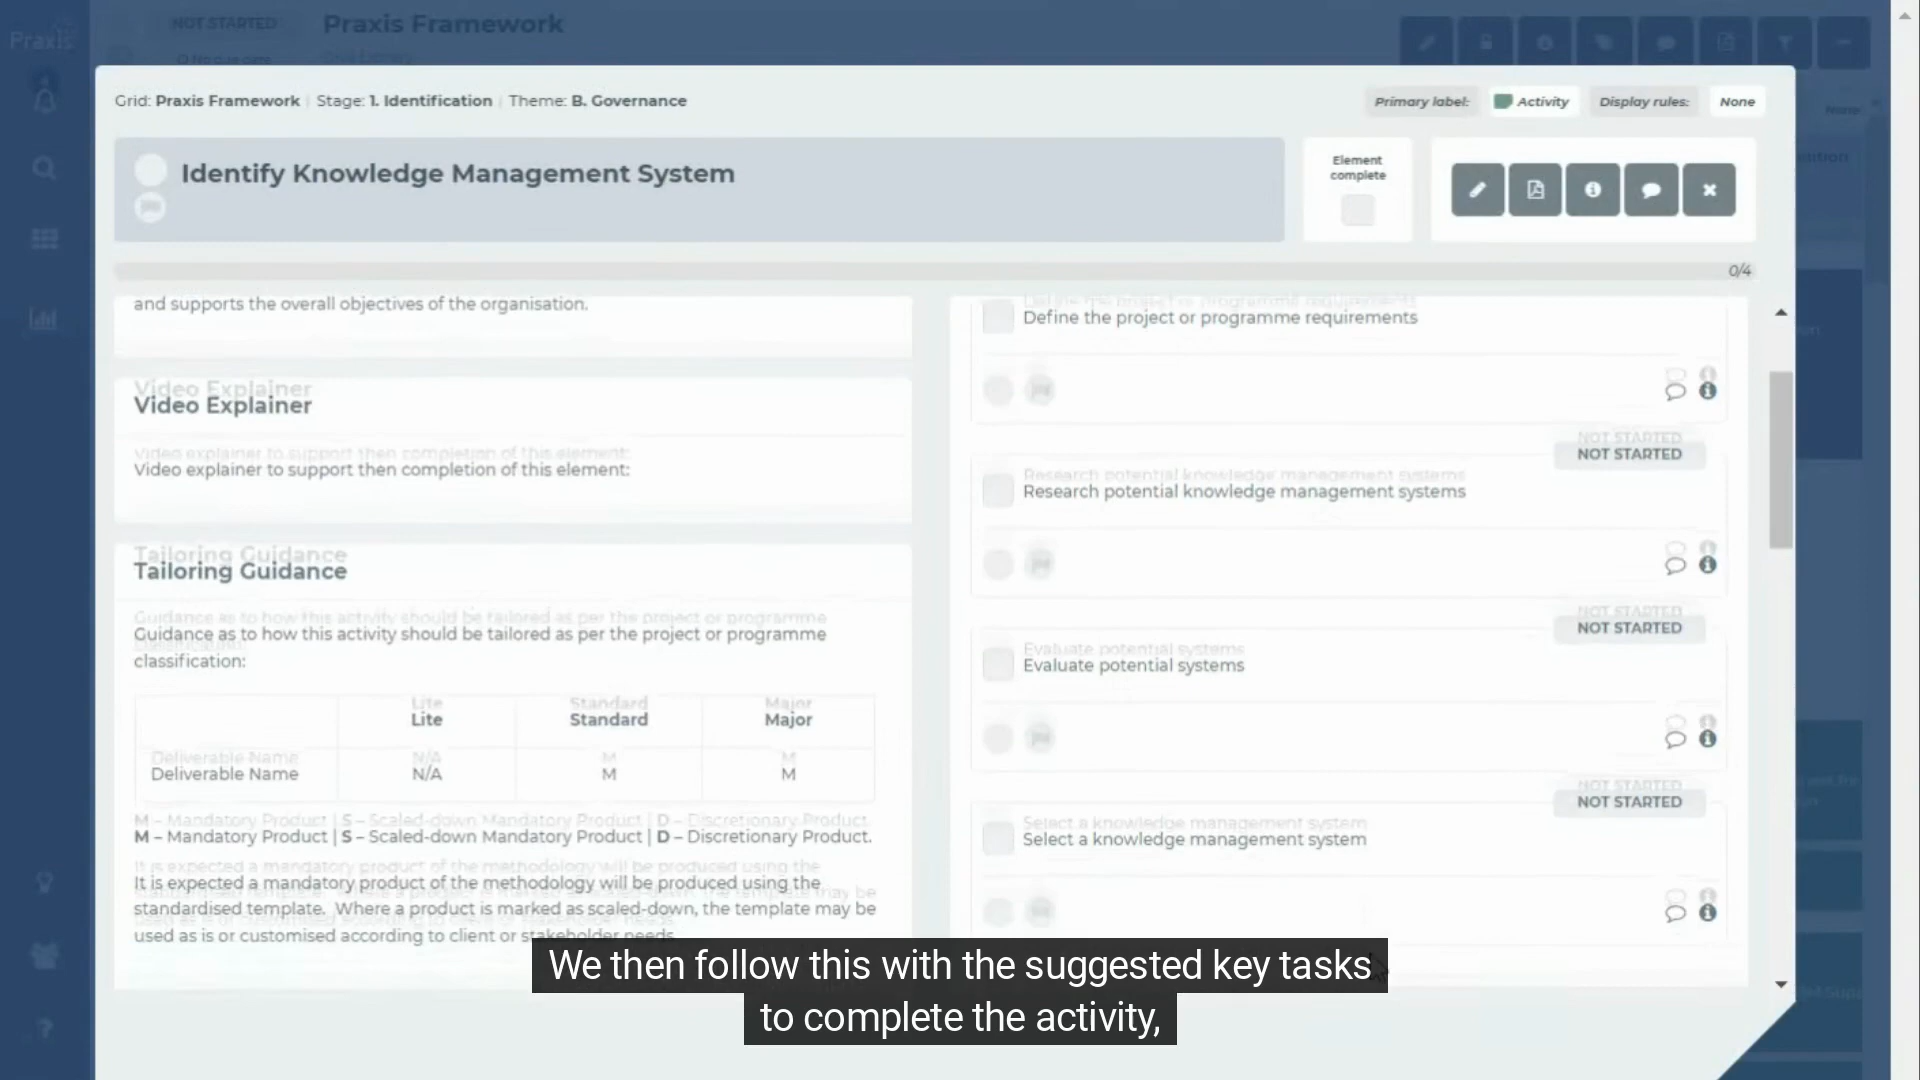 Praxis
NOT STARTED
Praxis Framework
No due date
Grid: Praxis Framework | Stage: 1. Identification | Theme: B. Governance
Primary label:
Activity
Display rules:
None
Identify Knowledge Management System
Element
complete
0/4
and supports the overall objectives of the organisation.
Video Explainer
Video explainer to support then completion of this element:
Tailoring Guidance
Guidance as to how this activity should be tailored as per the project or programme
classification:
Lite Standard Major
Deliverable Name N/A M M
M – Mandatory Product | S – Scaled-down Mandatory Product | D – Discretionary Product.
It is expected a mandatory product of the methodology will be produced using the
standardised template. Where a product is marked as scaled-down, the template may be
used as is or customised according to client or stakeholder needs.
Define the project or programme requirements
NOT STARTED
Research potential knowledge management systems
NOT STARTED
Evaluate potential systems
NOT STARTED
Select a knowledge management system
We then follow this with the suggested key tasks
to complete the activity,